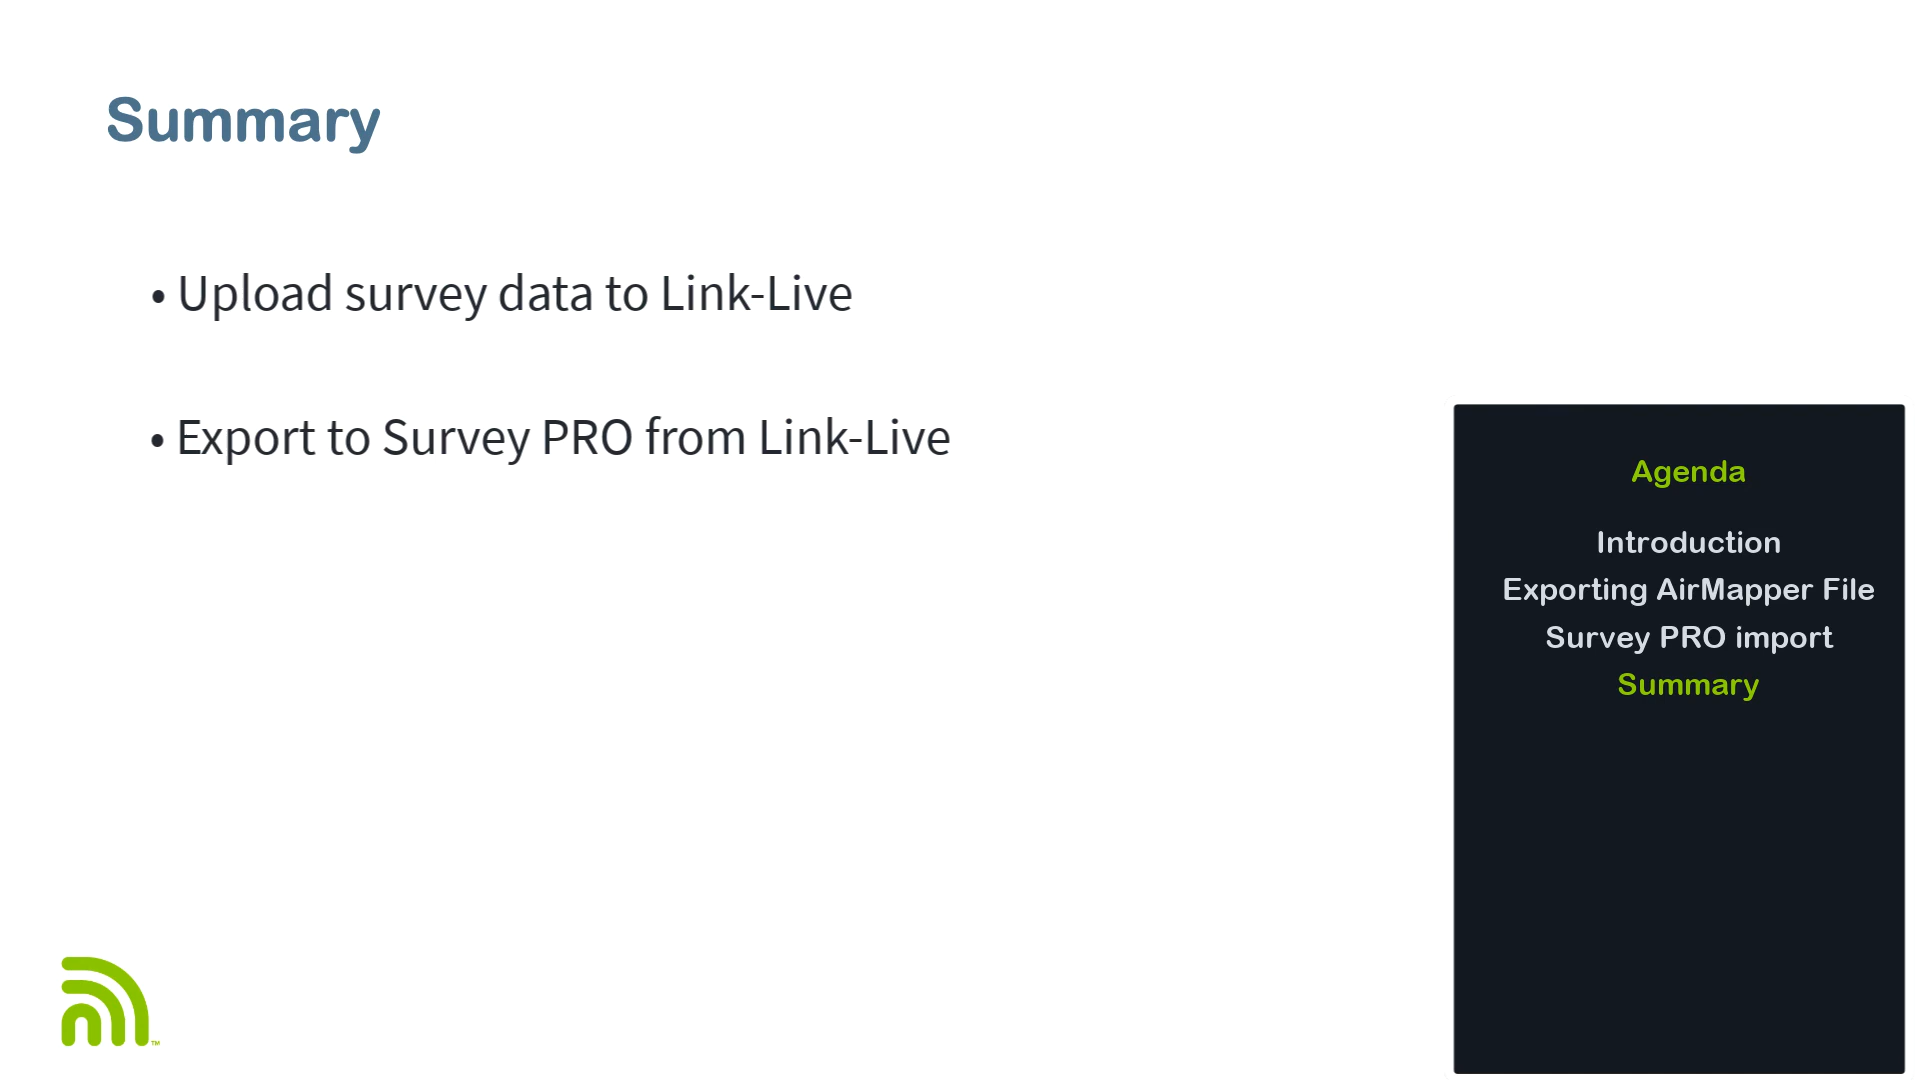 Summary
• Upload survey data to Link-Live
• Export to Survey PRO from Link-Live
Agenda
Introduction
Exporting AirMapper File
Survey PRO import
Summary
TM